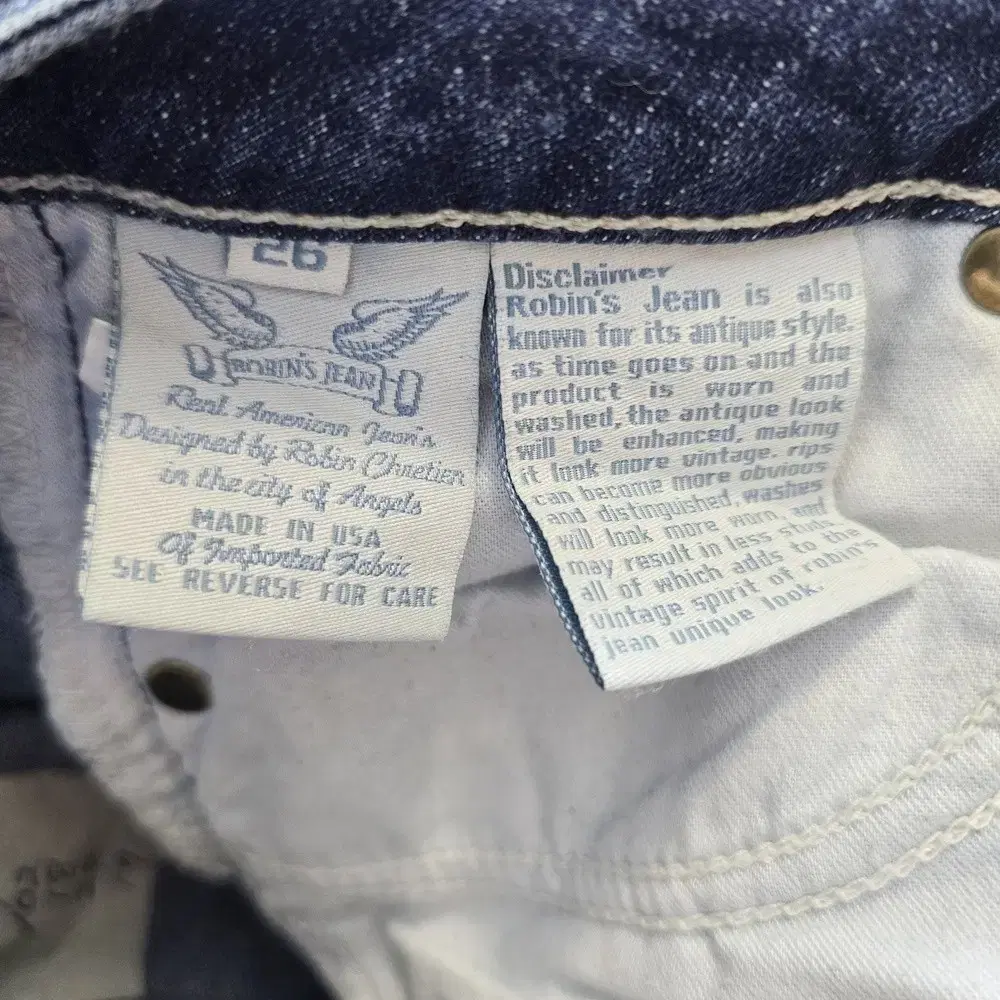 26
ROBIN'S JEAN
Real American Jean's
Designed by Robin Chretien
in the city of Angels
MADE IN USA
Of Imported Fabric
SEE REVERSE FOR CARE
Disclaimer
Robin's Jean is also
known for its antique style.
as time goes on and the
product is worn and
washed, the antique look
will be enhanced, making
it look more vintage. rips
can become more obvious
and distinguished, washes
will look more worn and
may result in less studs
all of which adds to the
vintage spirit of robin's
jean unique look.